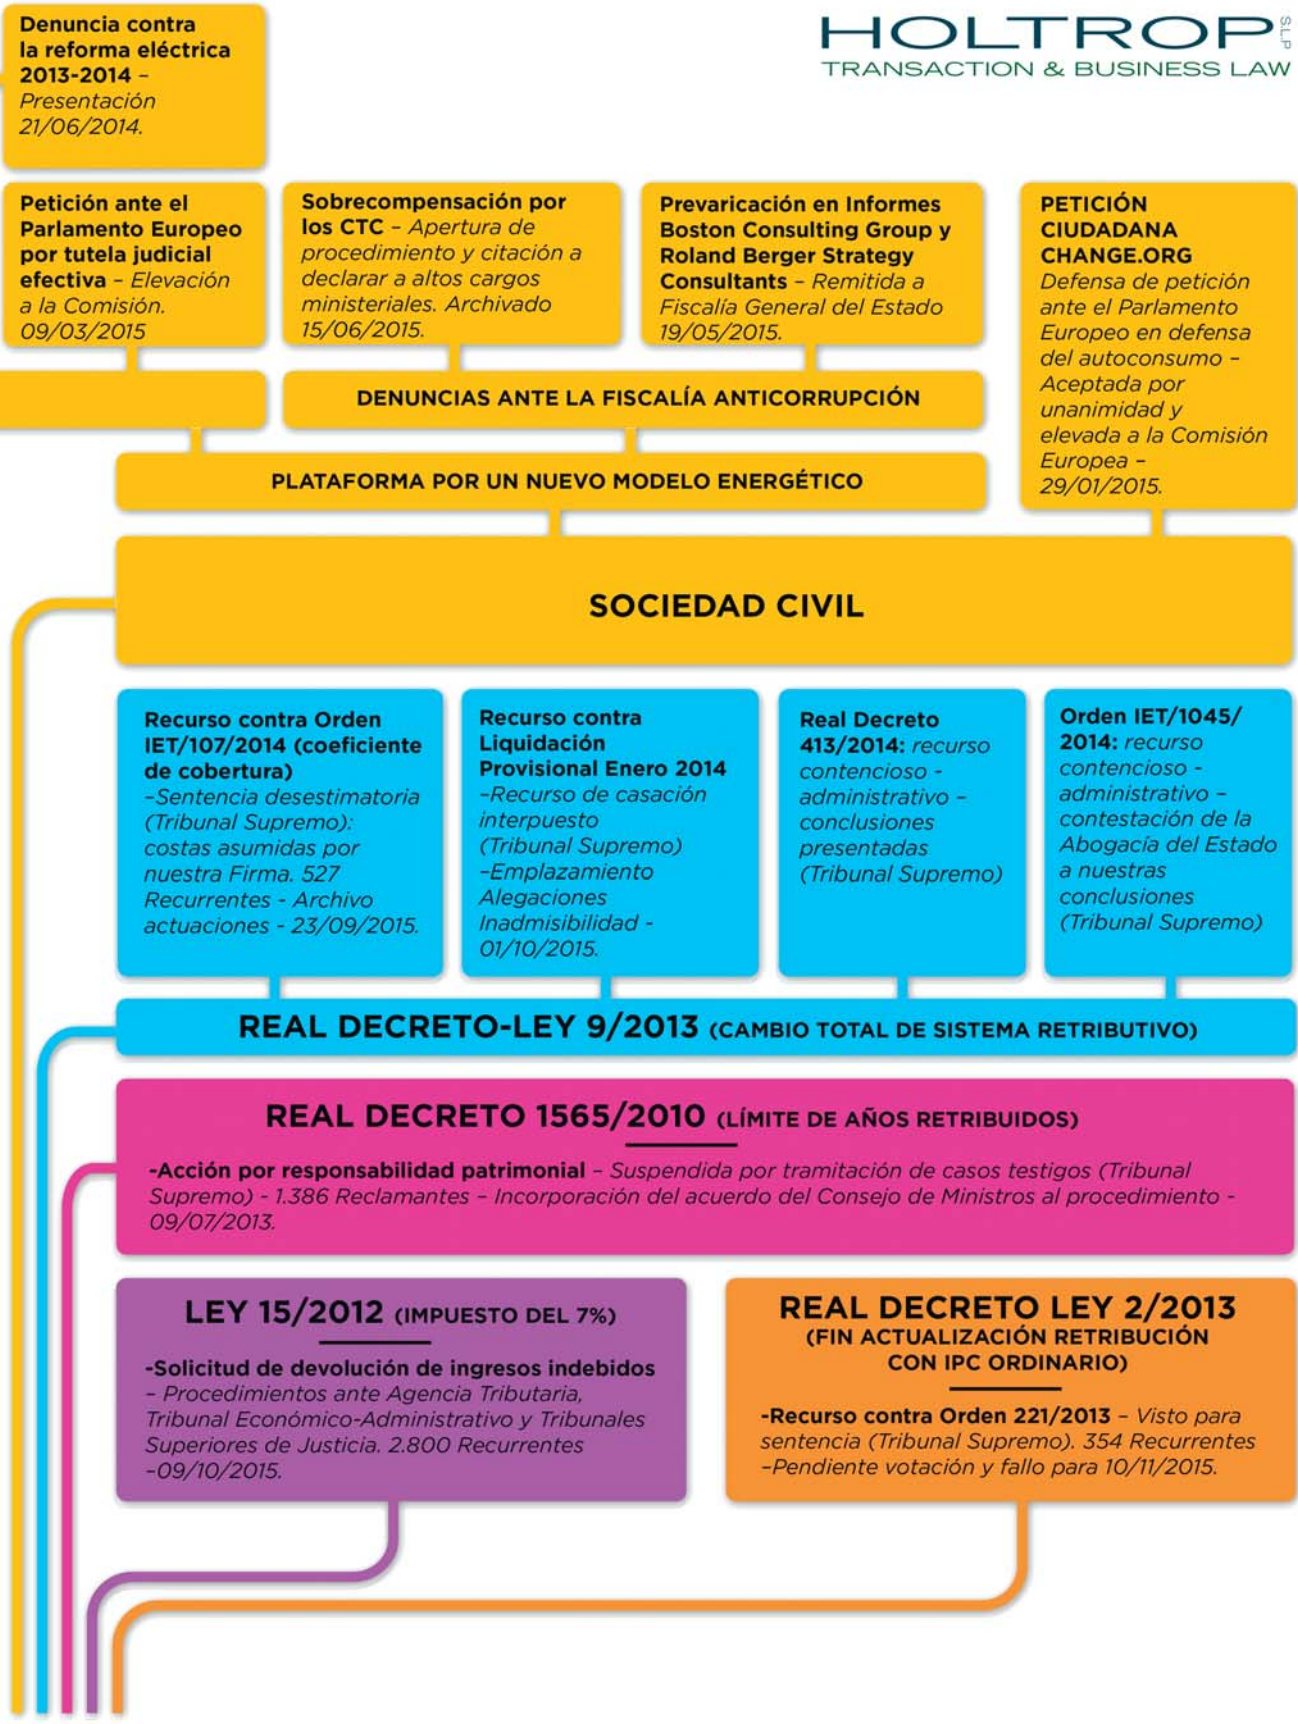 HOLTROP SLP
TRANSACTION & BUSINESS LAW
Denuncia contra
la reforma eléctrica
2013-2014 –
Presentación
21/06/2014.
Petición ante el
Parlamento Europeo
por tutela judicial
efectiva – Elevación
a la Comisión.
09/03/2015
Sobrecompensación por
los CTC – Apertura de
procedimiento y citación a
declarar a altos cargos
ministeriales. Archivado
15/06/2015.
Prevaricación en Informes
Boston Consulting Group y
Roland Berger Strategy
Consultants – Remitida a
Fiscalía General del Estado
19/05/2015.
PETICIÓN
CIUDADANA
CHANGE.ORG
Defensa de petición
ante el Parlamento
Europeo en defensa
del autoconsumo –
Aceptada por
unanimidad y
elevada a la Comisión
Europea –
29/01/2015.
DENUNCIAS ANTE LA FISCALÍA ANTICORRUPCIÓN
PLATAFORMA POR UN NUEVO MODELO ENERGÉTICO
SOCIEDAD CIVIL
Recurso contra Orden
IET/107/2014 (coeficiente
de cobertura)
–Sentencia desestimatoria
(Tribunal Supremo):
costas asumidas por
nuestra Firma. 527
Recurrentes - Archivo
actuaciones - 23/09/2015.
Recurso contra
Liquidación
Provisional Enero 2014
–Recurso de casación
interpuesto
(Tribunal Supremo)
–Emplazamiento
Alegaciones
Inadmisibilidad -
01/10/2015.
Real Decreto
413/2014: recurso
contencioso -
administrativo –
conclusiones
presentadas
(Tribunal Supremo)
Orden IET/1045/
2014: recurso
contencioso -
administrativo –
contestación de la
Abogacía del Estado
a nuestras
conclusiones
(Tribunal Supremo)
REAL DECRETO-LEY 9/2013 (CAMBIO TOTAL DE SISTEMA RETRIBUTIVO)
REAL DECRETO 1565/2010 (LÍMITE DE AÑOS RETRIBUIDOS)
-Acción por responsabilidad patrimonial – Suspendida por tramitación de casos testigos (Tribunal
Supremo) - 1.386 Reclamantes – Incorporación del acuerdo del Consejo de Ministros al procedimiento -
09/07/2013.
LEY 15/2012 (IMPUESTO DEL 7%)
-Solicitud de devolución de ingresos indebidos
– Procedimientos ante Agencia Tributaria,
Tribunal Económico-Administrativo y Tribunales
Superiores de Justicia. 2.800 Recurrentes
–09/10/2015.
REAL DECRETO LEY 2/2013
(FIN ACTUALIZACIÓN RETRIBUCIÓN
CON IPC ORDINARIO)
-Recurso contra Orden 221/2013 – Visto para
sentencia (Tribunal Supremo). 354 Recurrentes
–Pendiente votación y fallo para 10/11/2015.